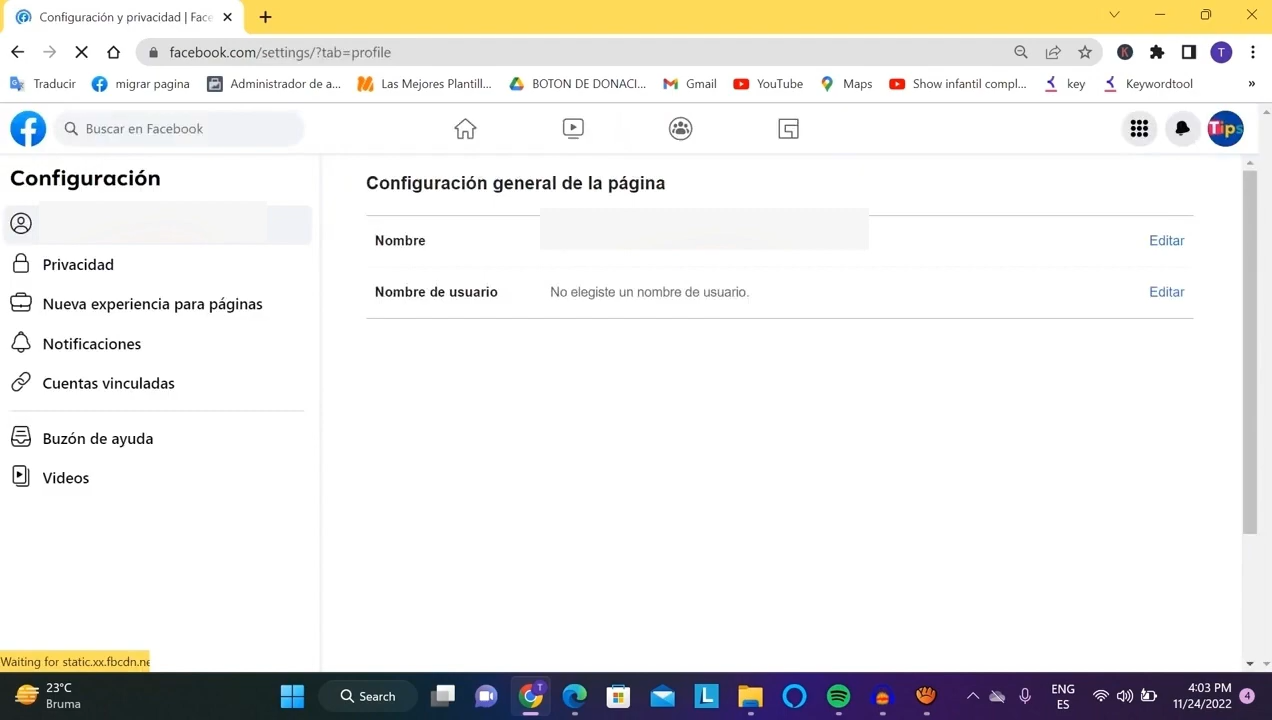 Configuración y privacidad | Face
facebook.com/settings/?tab=profile
K
T
Traducir
migrar pagina
Administrador de a...
Las Mejores Plantill...
BOTON DE DONACI...
Gmail
YouTube
Maps
Show infantil compl...
key
Keywordtool
»
Buscar en Facebook
Tips
Configuración
Configuración general de la página
Nombre
Editar
Privacidad
Nombre de usuario
No elegiste un nombre de usuario.
Editar
Nueva experiencia para páginas
Notificaciones
Cuentas vinculadas
Buzón de ayuda
Videos
Waiting for static.xx.fbcdn.ne
23°C
Bruma
Search
T
L
ENG
ES
4:03 PM
11/24/2022
4